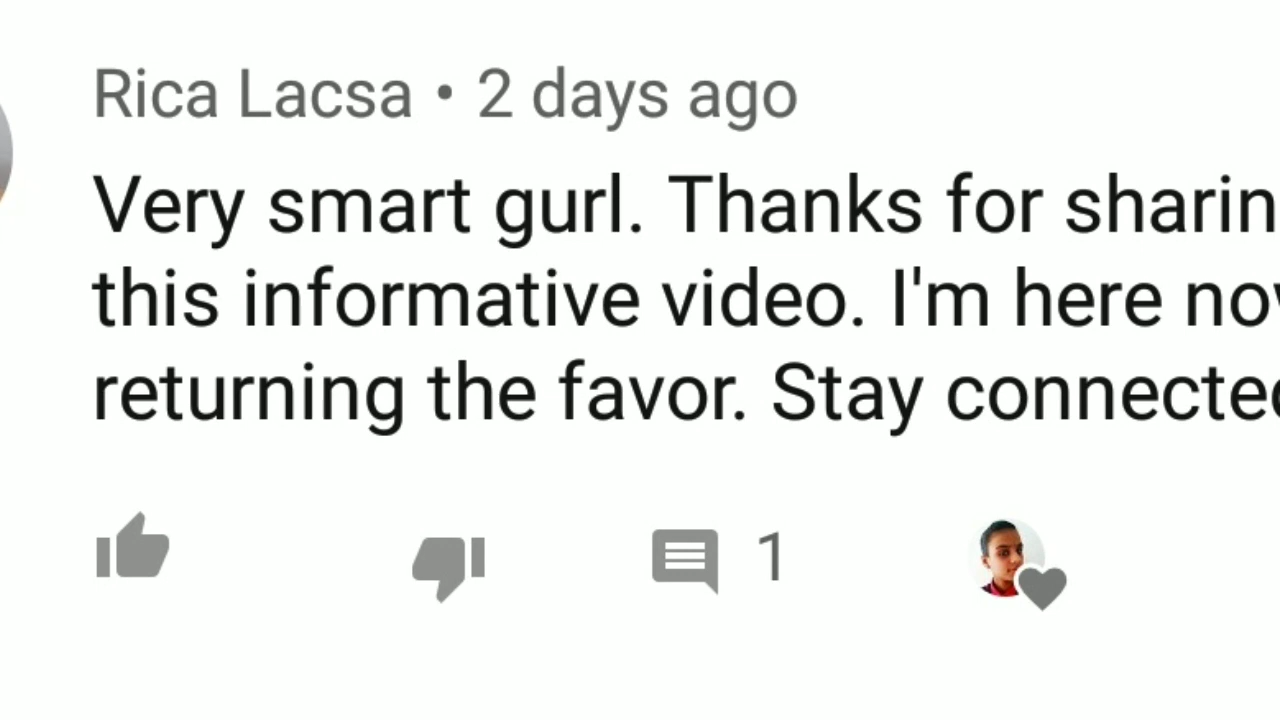 Rica Lacsa • 2 days ago
Very smart gurl. Thanks for sharin
this informative video. I'm here no
returning the favor. Stay connected
1